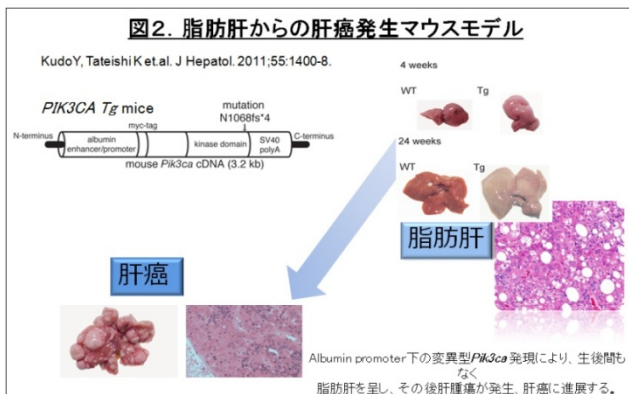 図2. 脂肪肝からの肝癌発生マウスモデル
KudoY, Tateishi K et.al. J Hepatol. 2011;55:1400-8.
4 weeks
WT Tg
PIK3CA Tg mice
mutation
N1068fs*4
myc-tag
N-terminus
albumin
enhancer/promoter
kinase domain
SV40
polyA
C-terminus
mouse Pik3ca cDNA (3.2 kb)
24 weeks
WT Tg
脂肪肝
肝癌
Albumin promoter下の変異型Pik3ca発現により、生後間も
なく
脂肪肝を呈し、その後肝腫瘍が発生、肝癌に進展する。